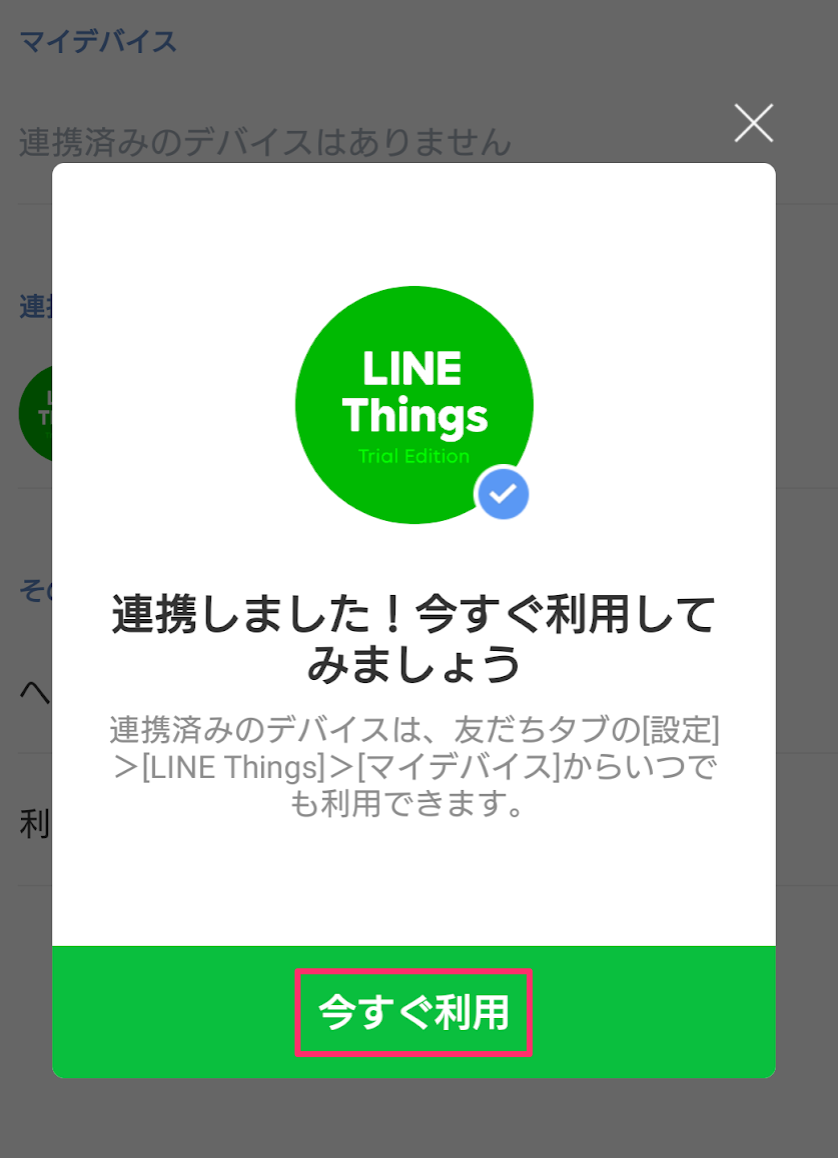 マイデバイス
連携済みのデバイスはありません
連
LINE
Things
Trial Edition
連携しました！今すぐ利用して
みましょう
連携済みのデバイスは、友だちタブの[設定]
＞[LINE Things]＞[マイデバイス]からいつで
も利用できます。
そ
ヘ
利
今すぐ利用